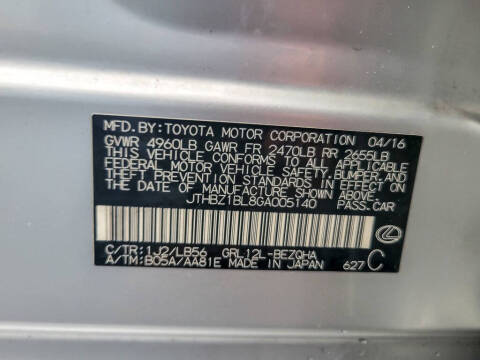 MFD.BY:TOYOTA MOTOR CORPORATION 04/16
GVWR 4960LB GAWR FR 2470LB RR 2655LB
THIS VEHICLE CONFORMS TO ALL APPLICABLE
FEDERAL MOTOR VEHICLE SAFETY, BUMPER, AND
THEFT PREVENTION STANDARDS IN EFFECT ON
THE DATE OF MANUFACTURE SHOWN ABOVE.
JTHBZ1BL8GA005140 PASS.CAR
C/TR:1J2/LB56 GRL12L-BEZQHA
A/TM:B05A/AA81E MADE IN JAPAN 627 C